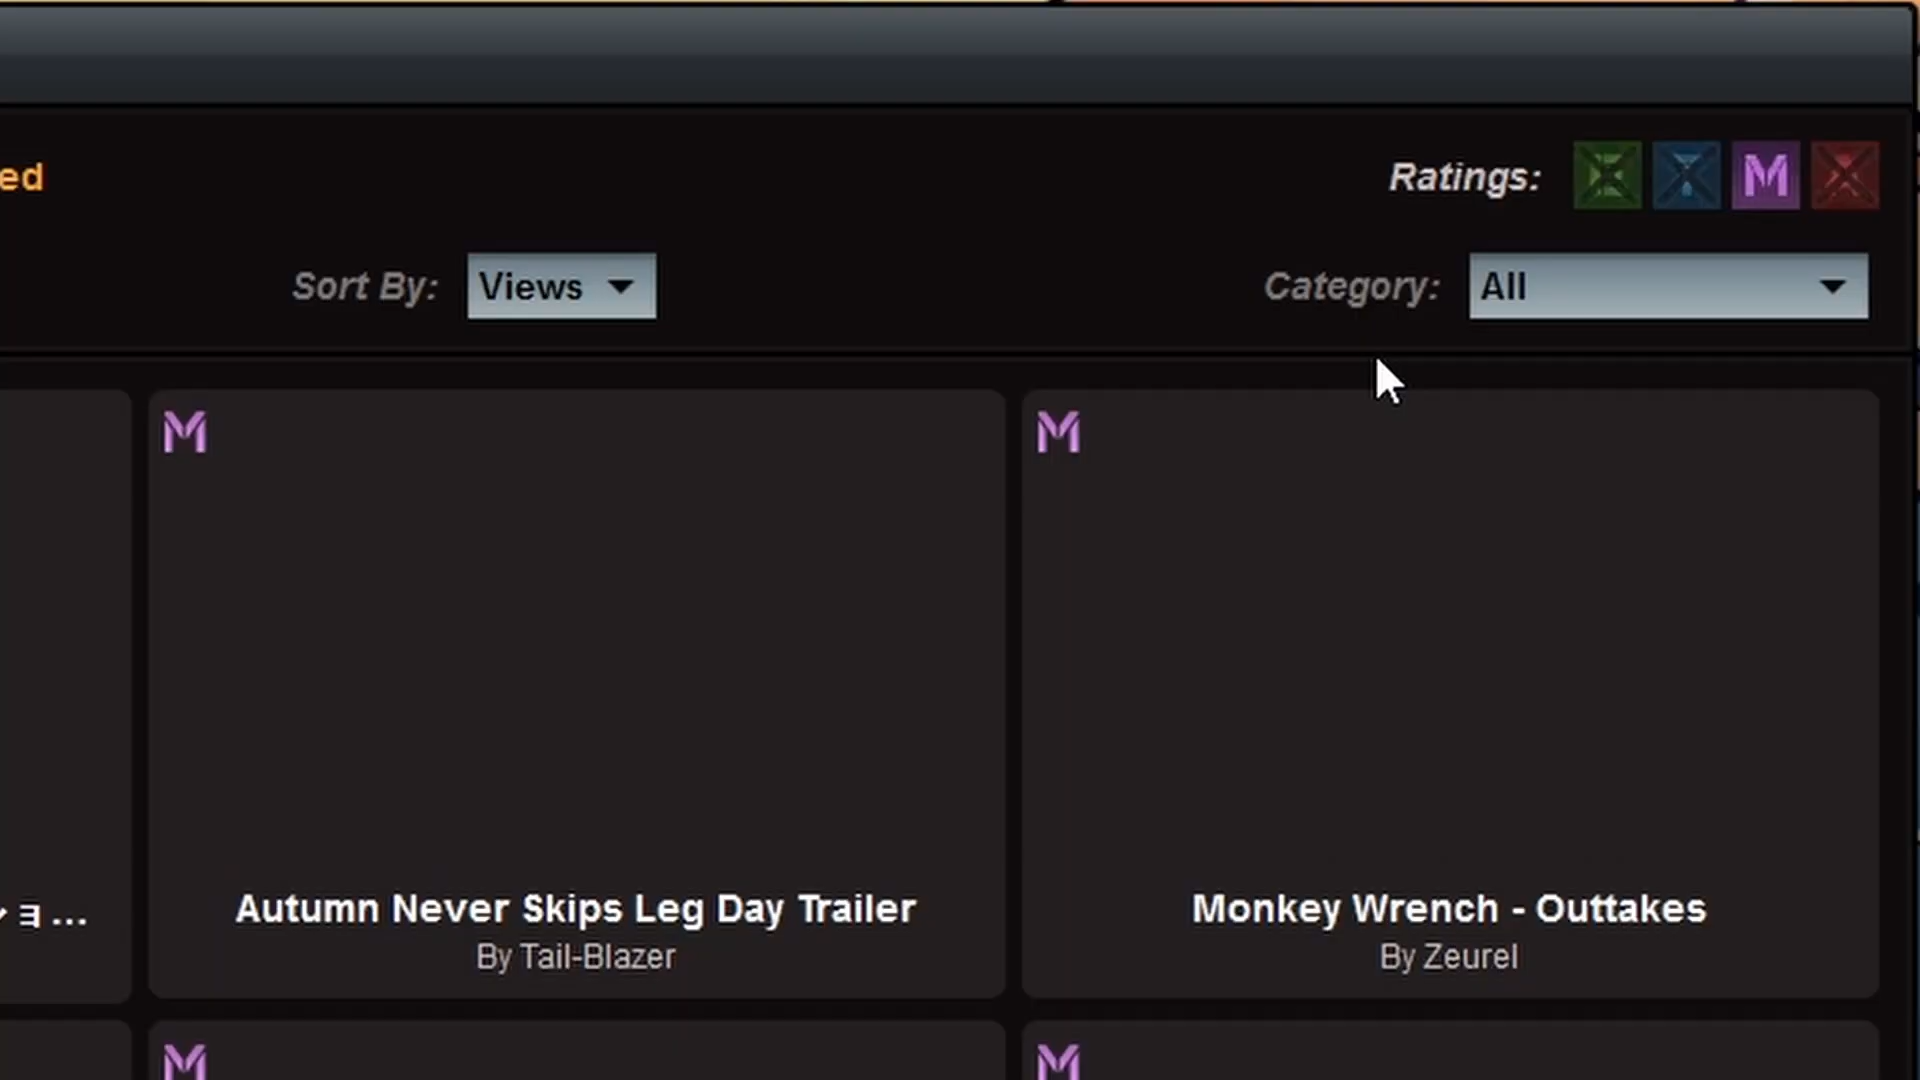 ed
Ratings: E T M A
Sort By: Views
Category: All
M
M
ョ...
Autumn Never Skips Leg Day Trailer
By Tail-Blazer
Monkey Wrench - Outtakes
By Zeurel
M
M